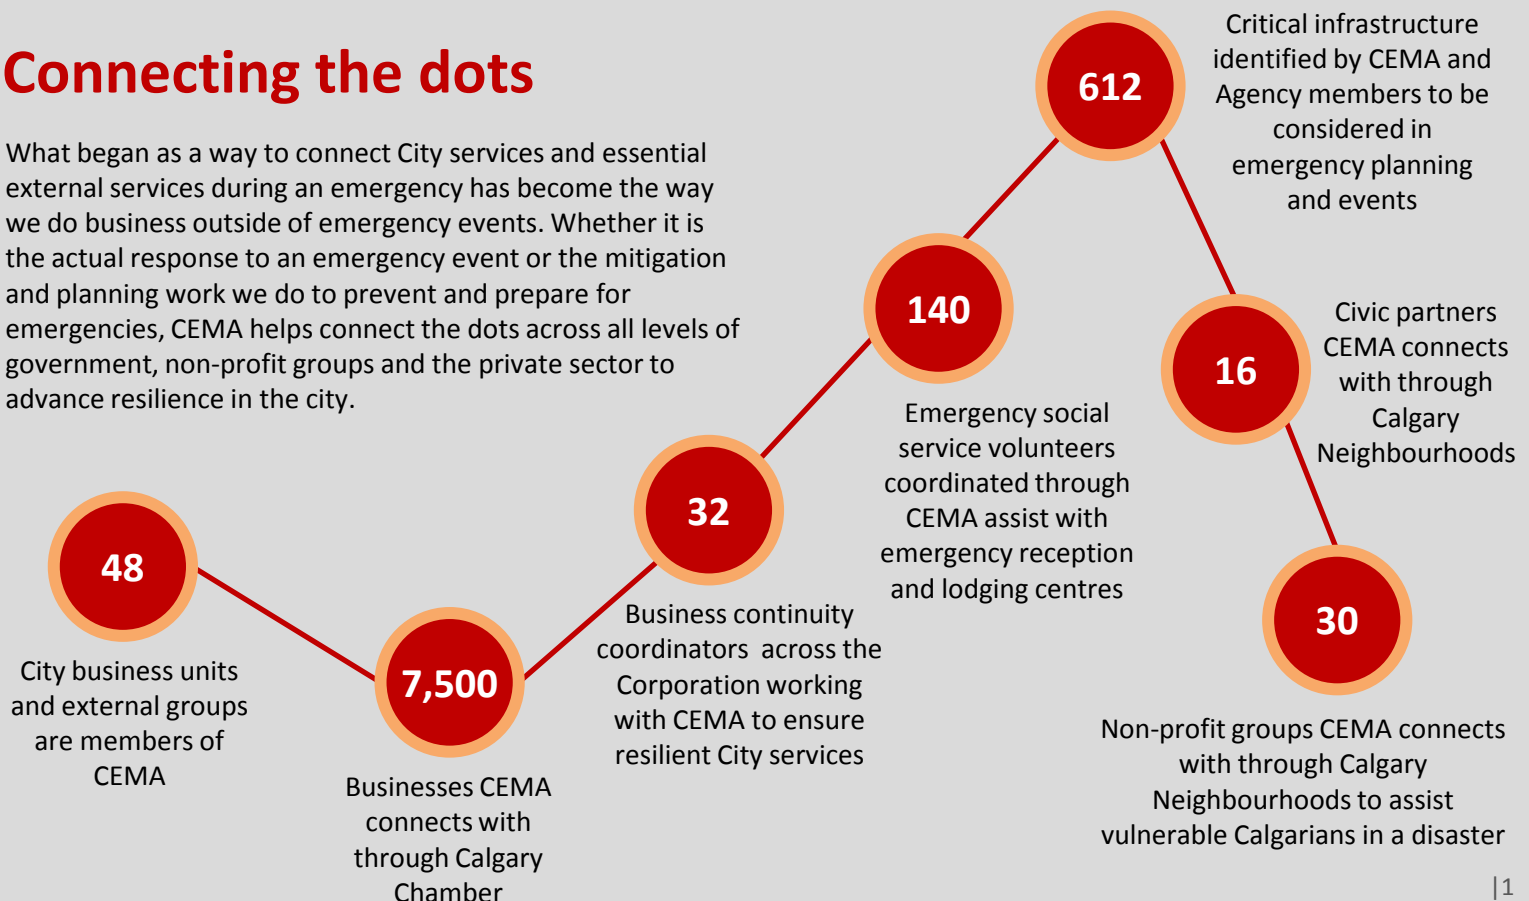 Connecting the dots
What began as a way to connect City services and essential
external services during an emergency has become the way
we do business outside of emergency events. Whether it is
the actual response to an emergency event or the mitigation
and planning work we do to prevent and prepare for
emergencies, CEMA helps connect the dots across all levels of
government, non-profit groups and the private sector to
advance resilience in the city.
48
City business units
and external groups
are members of
CEMA
7,500
Businesses CEMA
connects with
through Calgary
Chamber
32
Business continuity
coordinators  across the
Corporation working
with CEMA to ensure
resilient City services
140
Emergency social
service volunteers
coordinated through
CEMA assist with
emergency reception
and lodging centres
612
Critical infrastructure
identified by CEMA and
Agency members to be
considered in
emergency planning
and events
16
Civic partners
CEMA connects
with through
Calgary
Neighbourhoods
30
Non-profit groups CEMA connects
with through Calgary
Neighbourhoods to assist
vulnerable Calgarians in a disaster
|1